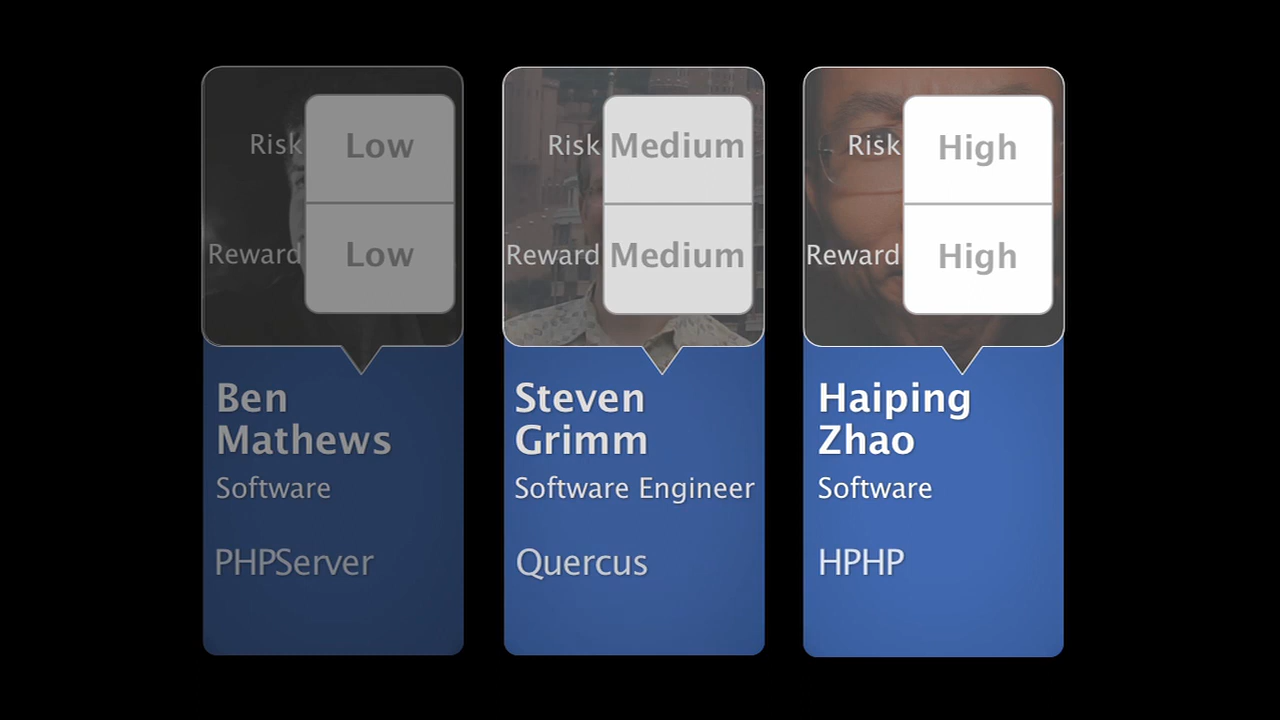 Risk Low
Reward Low
Ben
Mathews
Software
PHPServer
Risk Medium
Reward Medium
Steven
Grimm
Software Engineer
Quercus
Risk High
Reward High
Haiping
Zhao
Software
HPHP